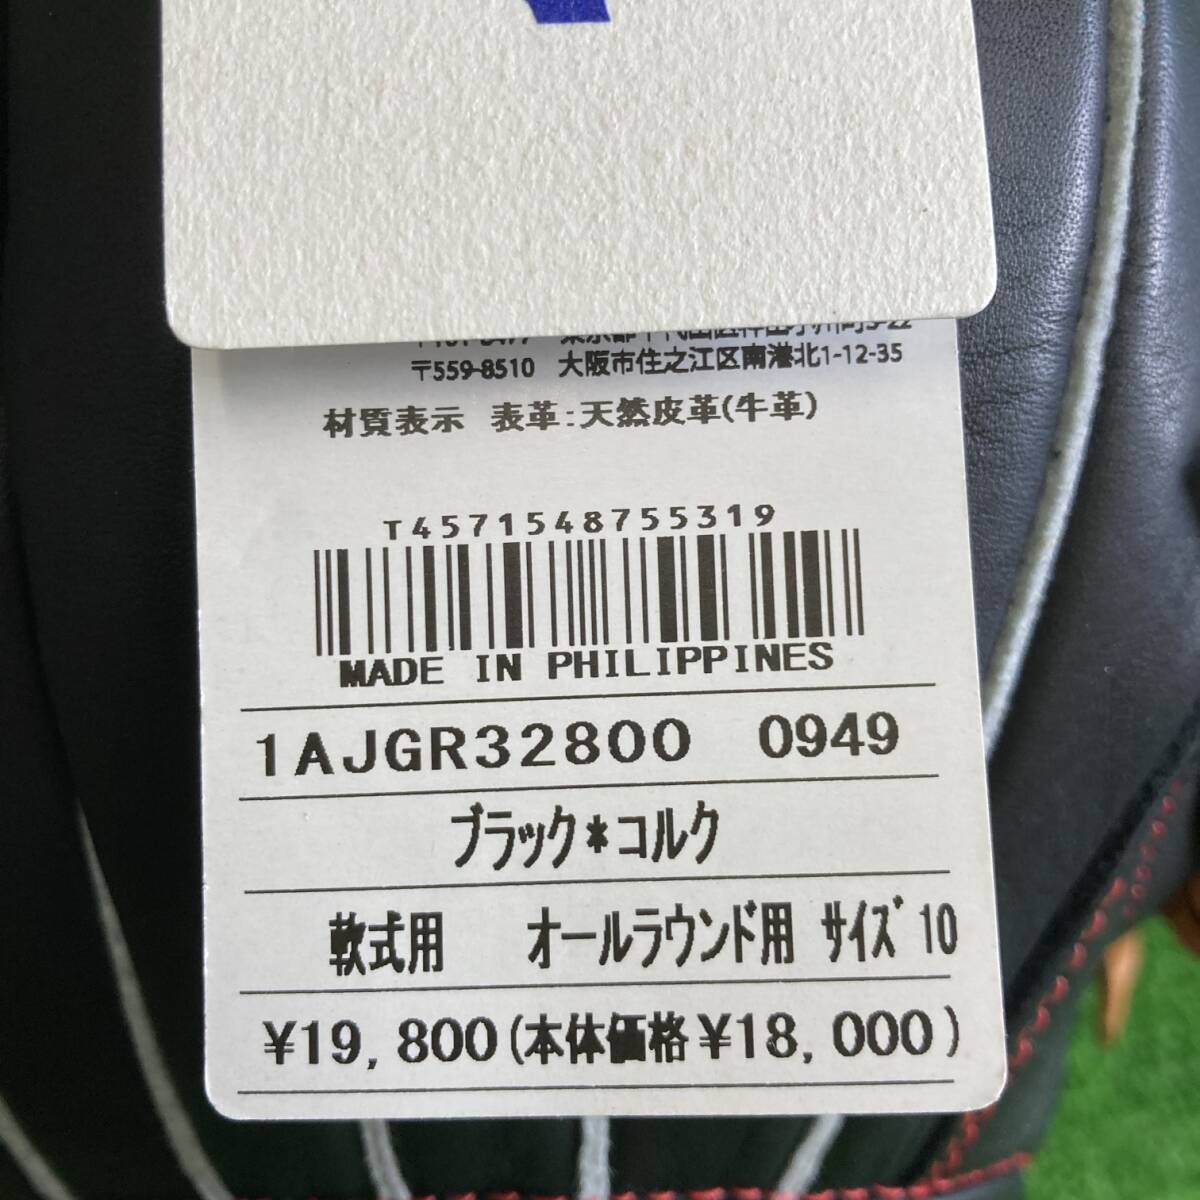 〒559-8510 大阪市住之江区南港北1-12-35
材質表示 表革:天然皮革(牛革)
T4571548755319
MADE IN PHILIPPINES
1AJGR32800 0949
ブラック*コルク
軟式用 オールラウンド用 サイズ10
¥19,800(本体価格¥18,000)